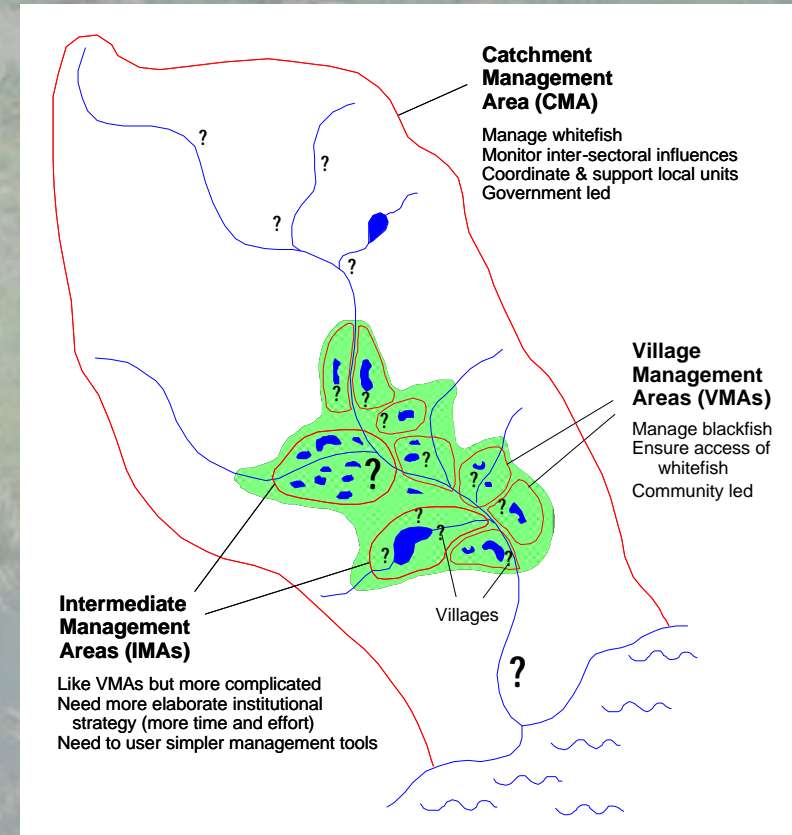 Catchment
Management
Area (CMA)
Manage whitefish
Monitor inter-sectoral influences
Coordinate & support local units
Government led
?
?
?
?
Village
Management
Areas (VMAs)
Manage blackfish
Ensure access of
whitefish
Community led
?
?
?
?
?
?
?
?
?
?
?
?
Villages
?
Intermediate
Management
Areas (IMAs)
Like VMAs but more complicated
Need more elaborate institutional
strategy (more time and effort)
Need to user simpler management tools